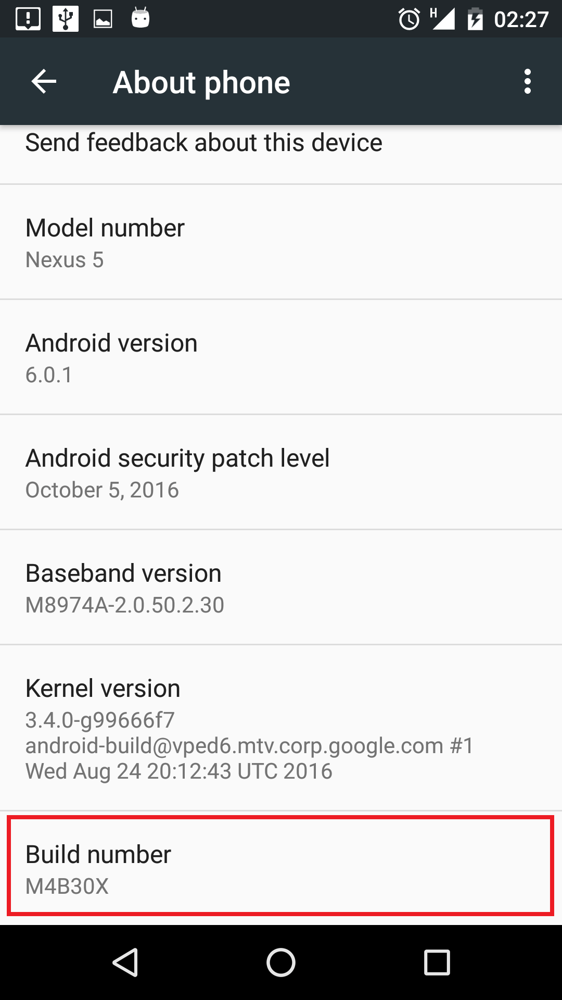 H 02:27
About phone
Send feedback about this device
Model number
Nexus 5
Android version
6.0.1
Android security patch level
October 5, 2016
Baseband version
M8974A-2.0.50.2.30
Kernel version
3.4.0-g99666f7
android-build@vped6.mtv.corp.google.com #1
Wed Aug 24 20:12:43 UTC 2016
Build number
M4B30X